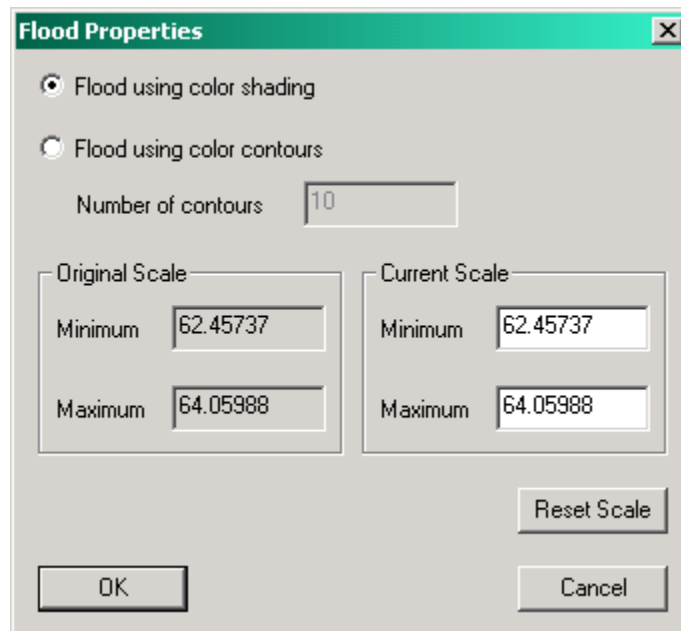 Flood Properties
Flood using color shading
Flood using color contours
Number of contours 10
Original Scale
Minimum 62.45737
Maximum 64.05988
Current Scale
Minimum 62.45737
Maximum 64.05988
Reset Scale
OK
Cancel